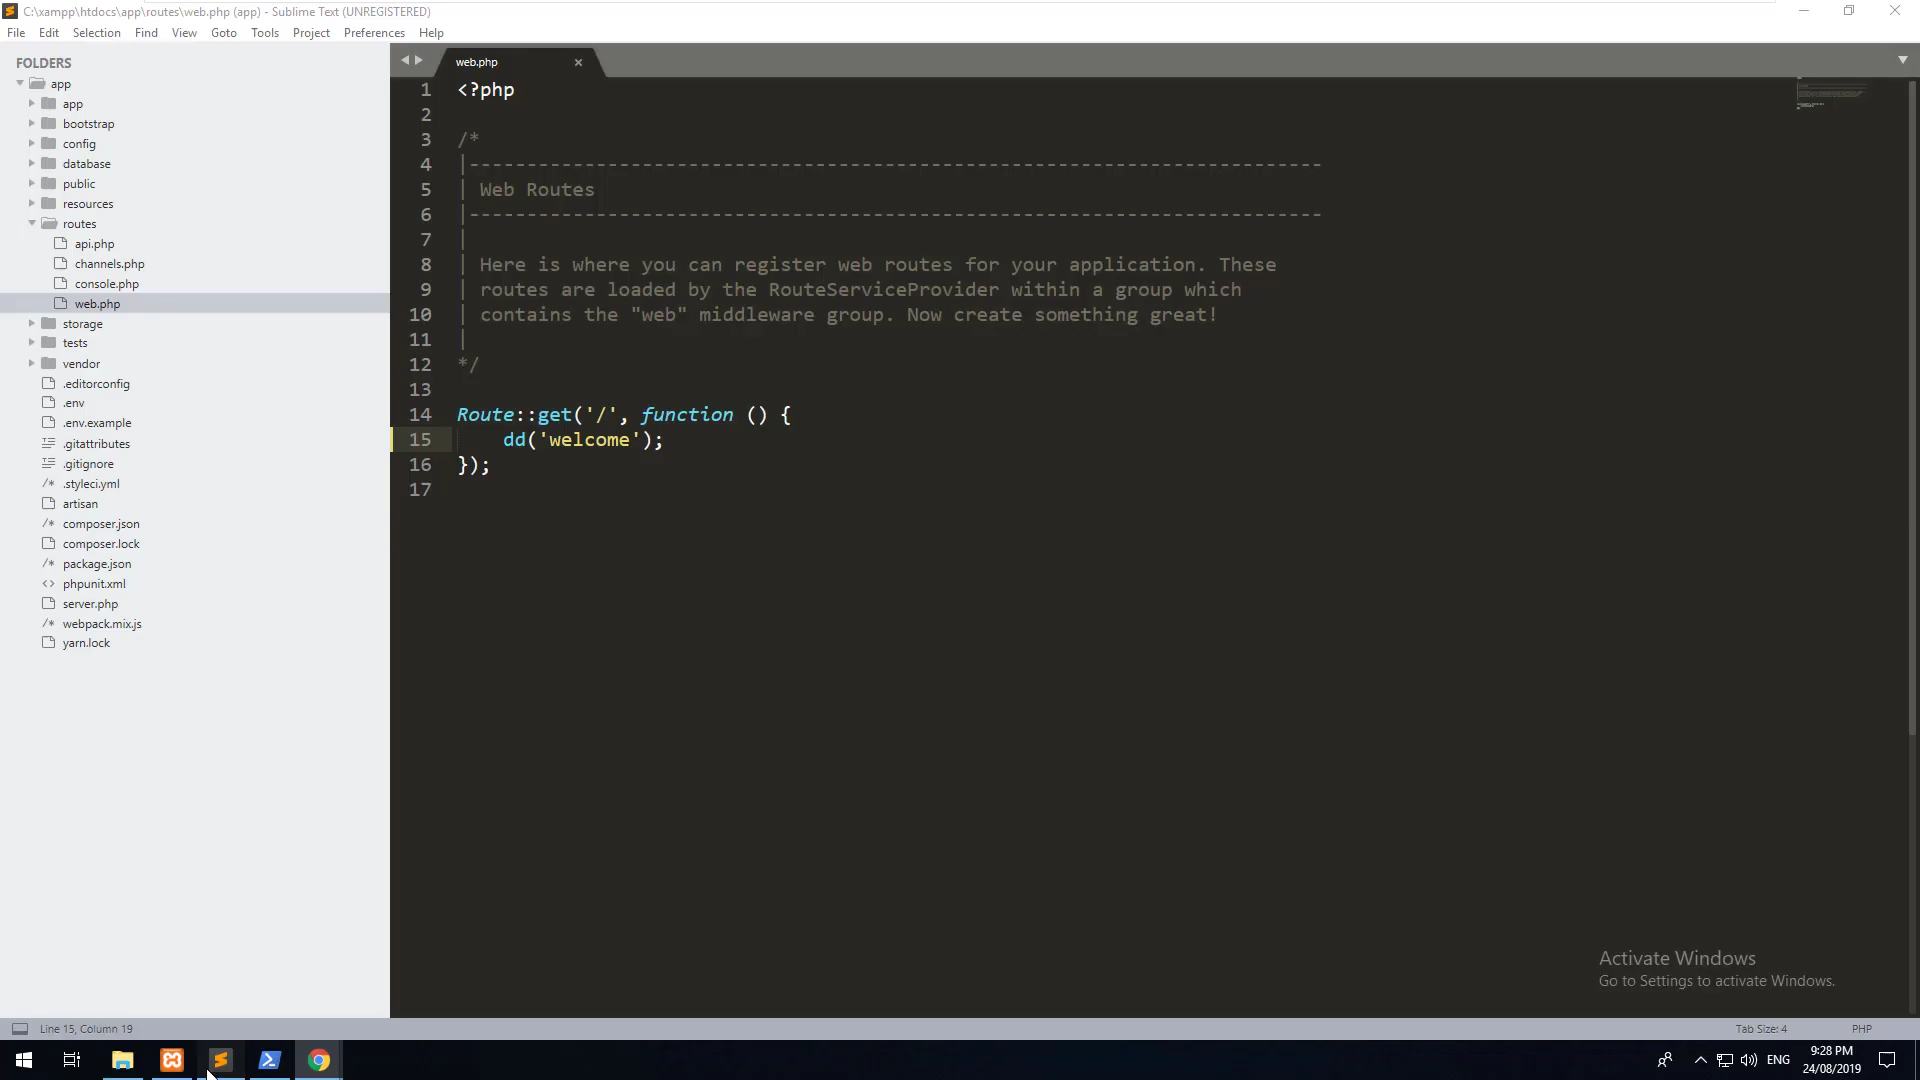 C:\xampp\htdocs\app\routes\web.php (app) - Sublime Text (UNREGISTERED)
File Edit Selection Find View Goto Tools Project Preferences Help
FOLDERS
app
app
bootstrap
config
database
public
resources
routes
api.php
channels.php
console.php
web.php
storage
tests
vendor
.editorconfig
.env
.env.example
.gitattributes
.gitignore
/* .styleci.yml
artisan
/* composer.json
composer.lock
/* package.json
<> phpunit.xml
server.php
/* webpack.mix.js
yarn.lock
web.php ×
1 <?php
2
3 /*
4 |--------------------------------------------------------------------------
5 | Web Routes
6 |--------------------------------------------------------------------------
7 |
8 | Here is where you can register web routes for your application. These
9 | routes are loaded by the RouteServiceProvider within a group which
10 | contains the "web" middleware group. Now create something great!
11 |
12 */
13
14 Route::get('/', function () {
15 dd('welcome');
16 });
17
Activate Windows
Go to Settings to activate Windows.
Line 15, Column 19 Tab Size: 4 PHP
ENG 9:28 PM
24/08/2019